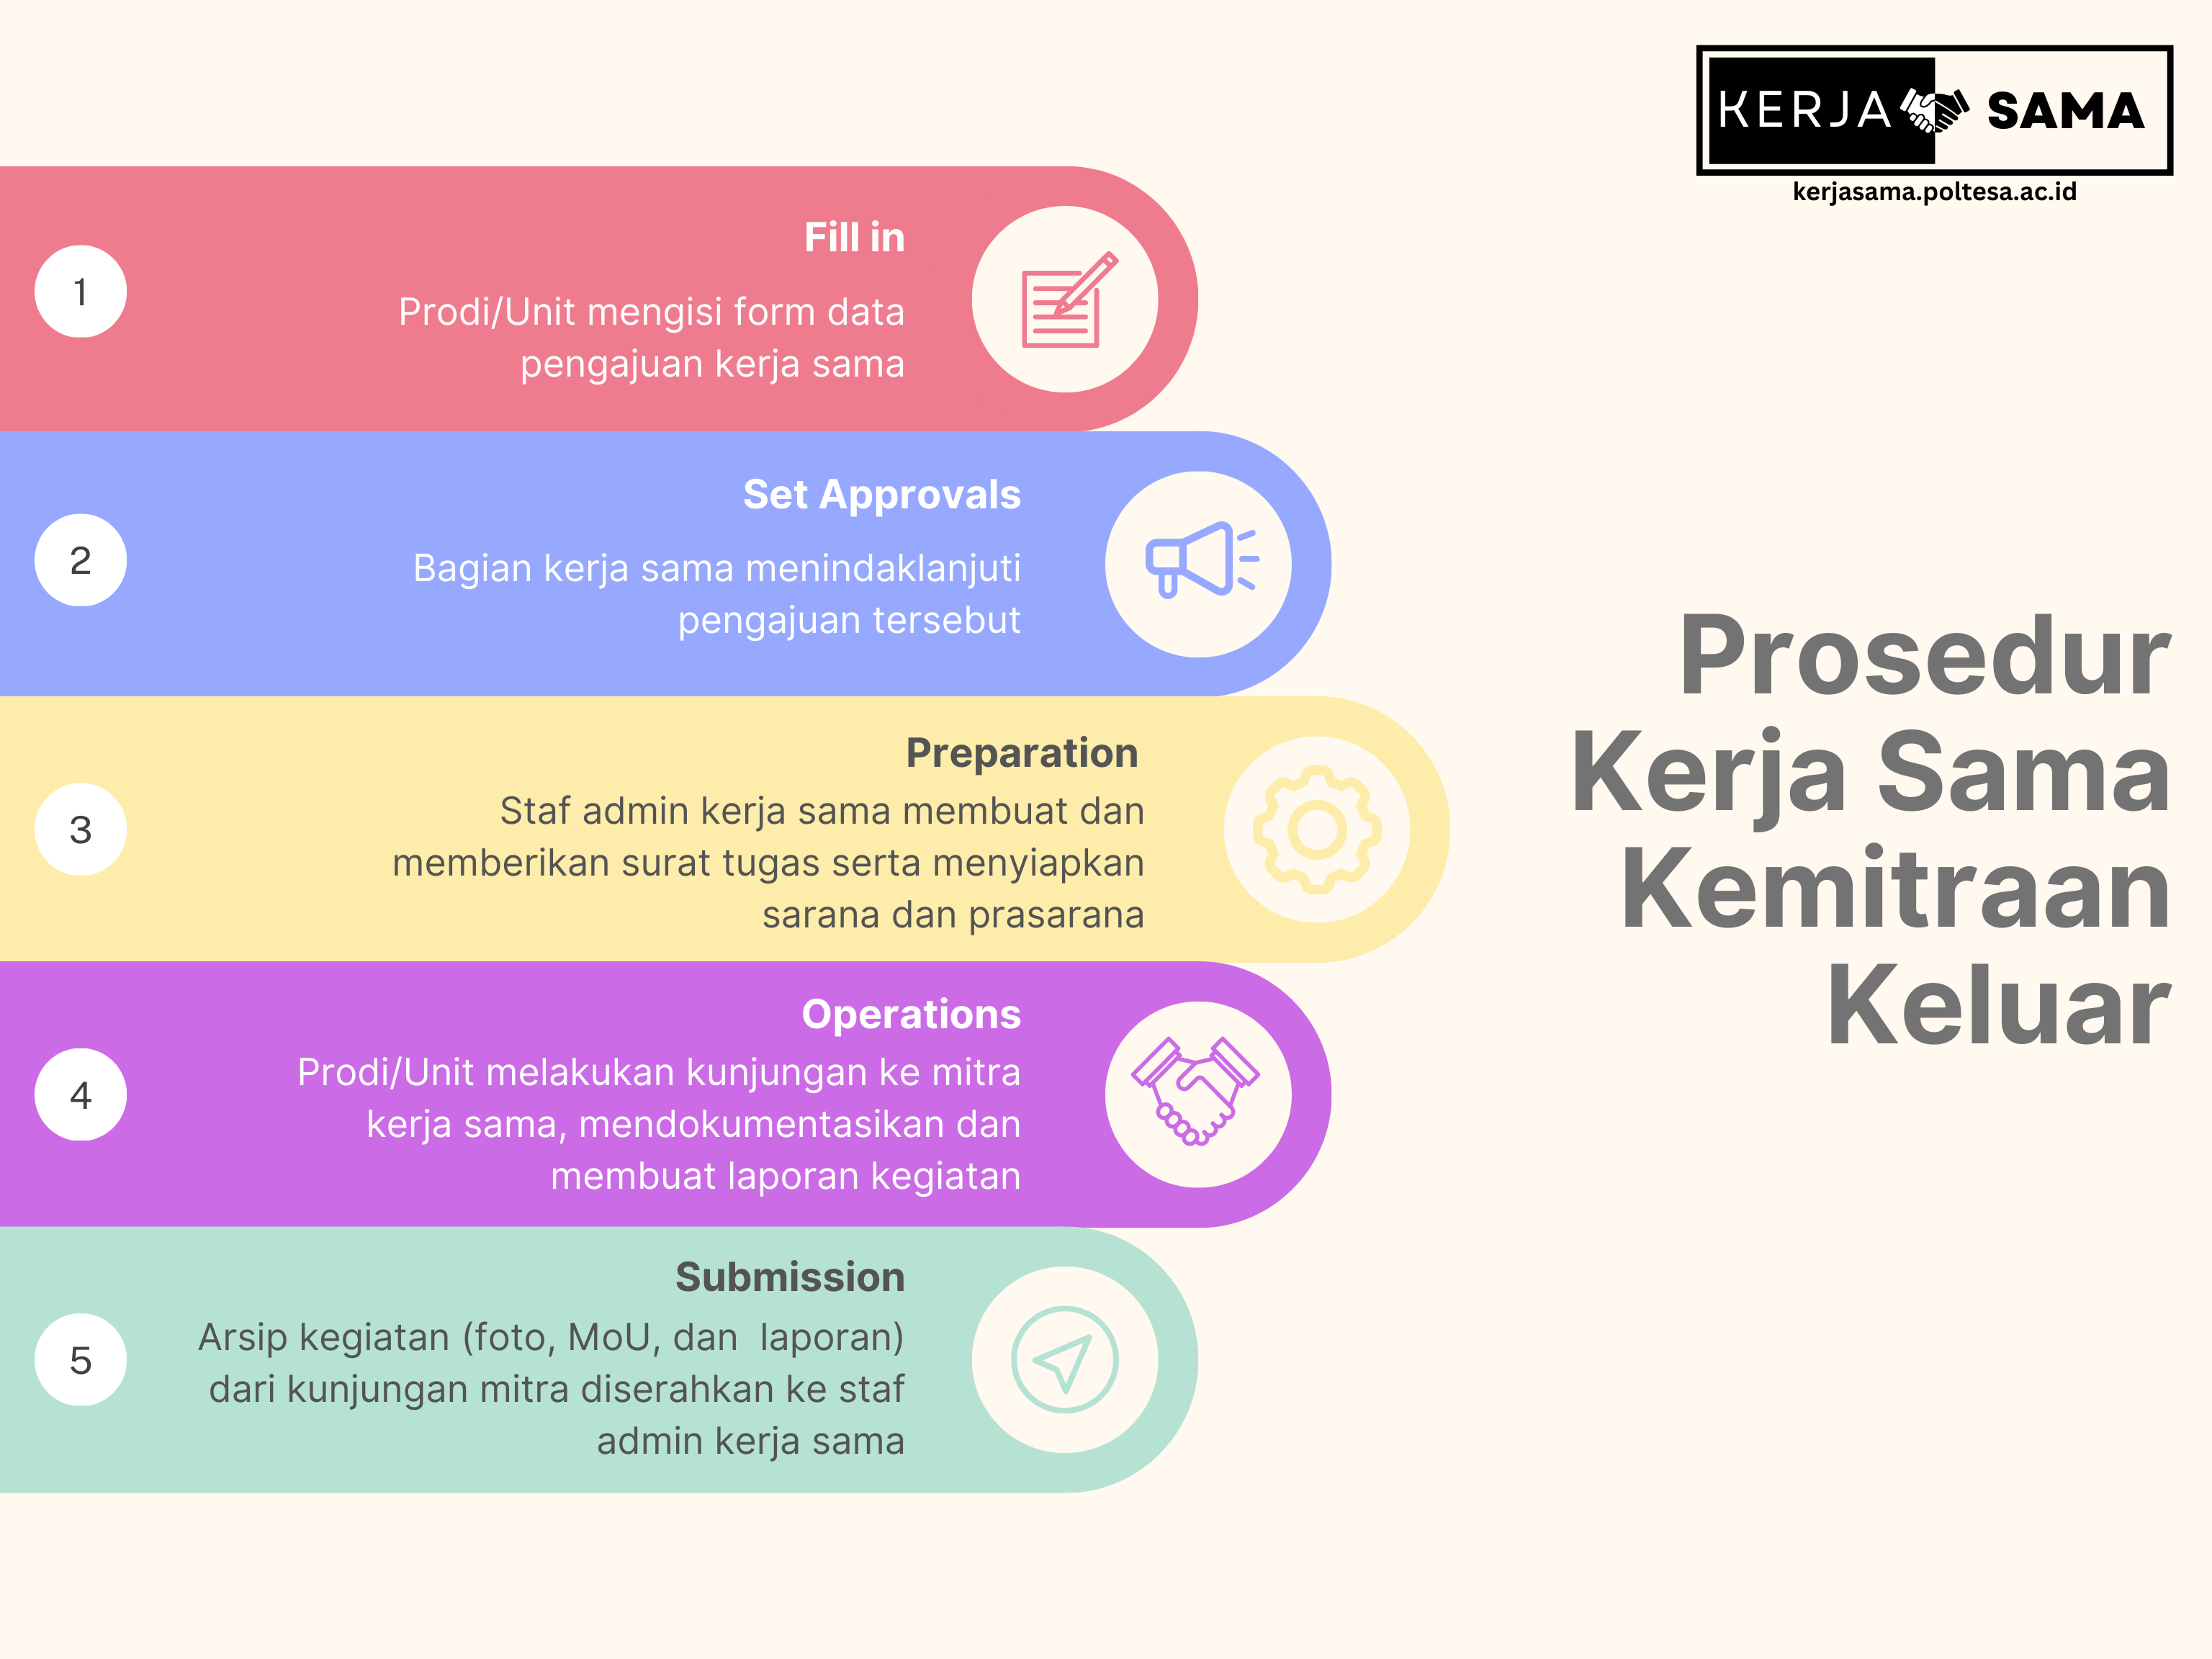 KERJA SAMA
kerjasama.poltesa.ac.id
1
Fill in
Prodi/Unit mengisi form data
pengajuan kerja sama
2
Set Approvals
Bagian kerja sama menindaklanjuti
pengajuan tersebut
3
Preparation
Staf admin kerja sama membuat dan
memberikan surat tugas serta menyiapkan
sarana dan prasarana
4
Operations
Prodi/Unit melakukan kunjungan ke mitra
kerja sama, mendokumentasikan dan
membuat laporan kegiatan
5
Submission
Arsip kegiatan (foto, MoU, dan  laporan)
dari kunjungan mitra diserahkan ke staf
admin kerja sama
Prosedur
Kerja Sama
Kemitraan
Keluar